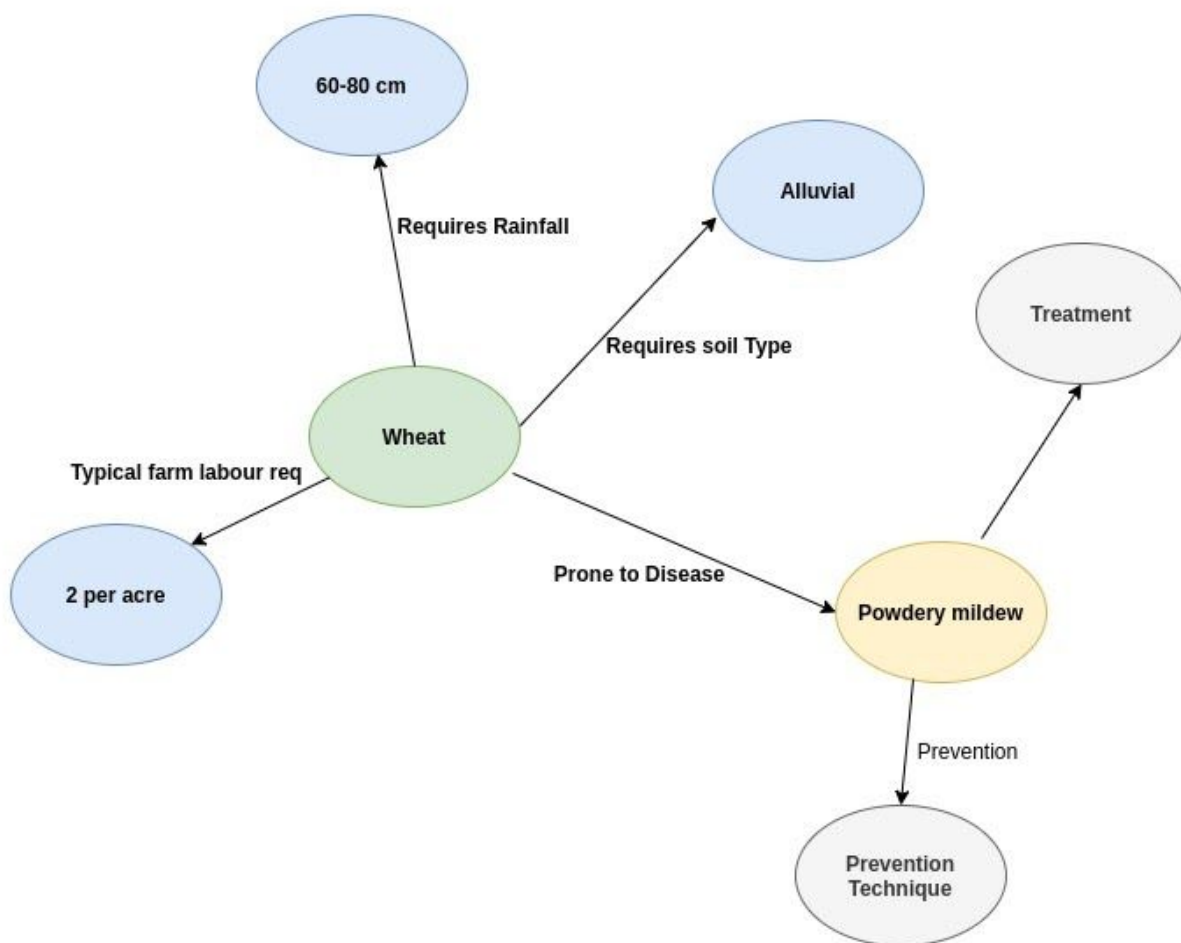 60-80 cm
Alluvial
Requires Rainfall
Treatment
Requires soil Type
Wheat
Typical farm labour req
Prone to Disease
2 per acre
Powdery mildew
Prevention
Prevention
Technique